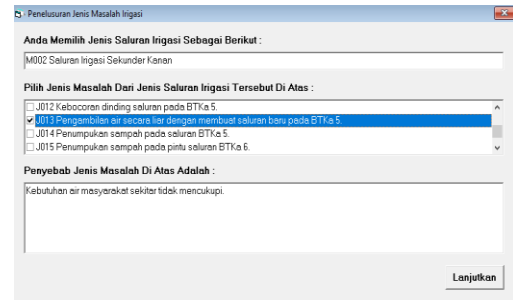 Penelusuran Jenis Masalah Irigasi
Anda Memilih Jenis Saluran Irigasi Sebagai Berikut :
M002 Saluran Irigasi Sekunder Kanan
Pilih Jenis Masalah Dari Jenis Saluran Irigasi Tersebut Di Atas :
J012 Kebocoran dinding saluran pada BTKa 5.
J013 Pengambilan air secara liar dengan membuat saluran baru pada BTKa 5.
J014 Penumpukan sampah pada saluran BTKa 5.
J015 Penumpukan sampah pada pintu saluran BTKa 6.
Penyebab Jenis Masalah Di Atas Adalah :
Kebutuhan air masyarakat sekitar tidak mencukupi.
Lanjutkan